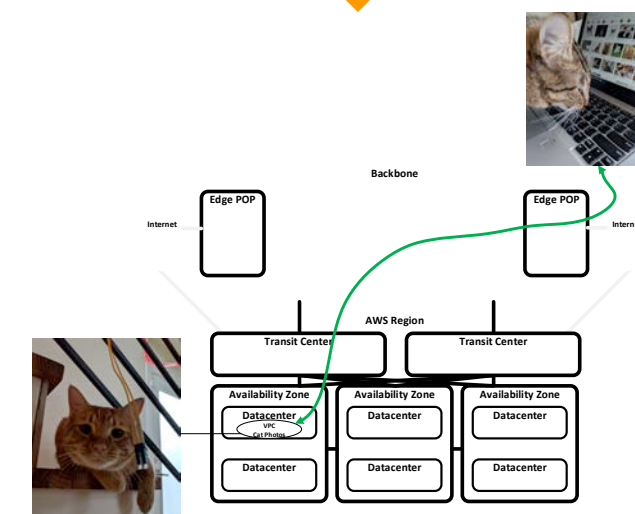 Backbone
Edge POP
Edge POP
Internet
Intern
AWS Region
Transit Center
Transit Center
Availability Zone
Availability Zone
Availability Zone
Datacenter
VPC
Cat Photos
Datacenter
Datacenter
Datacenter
Datacenter
Datacenter